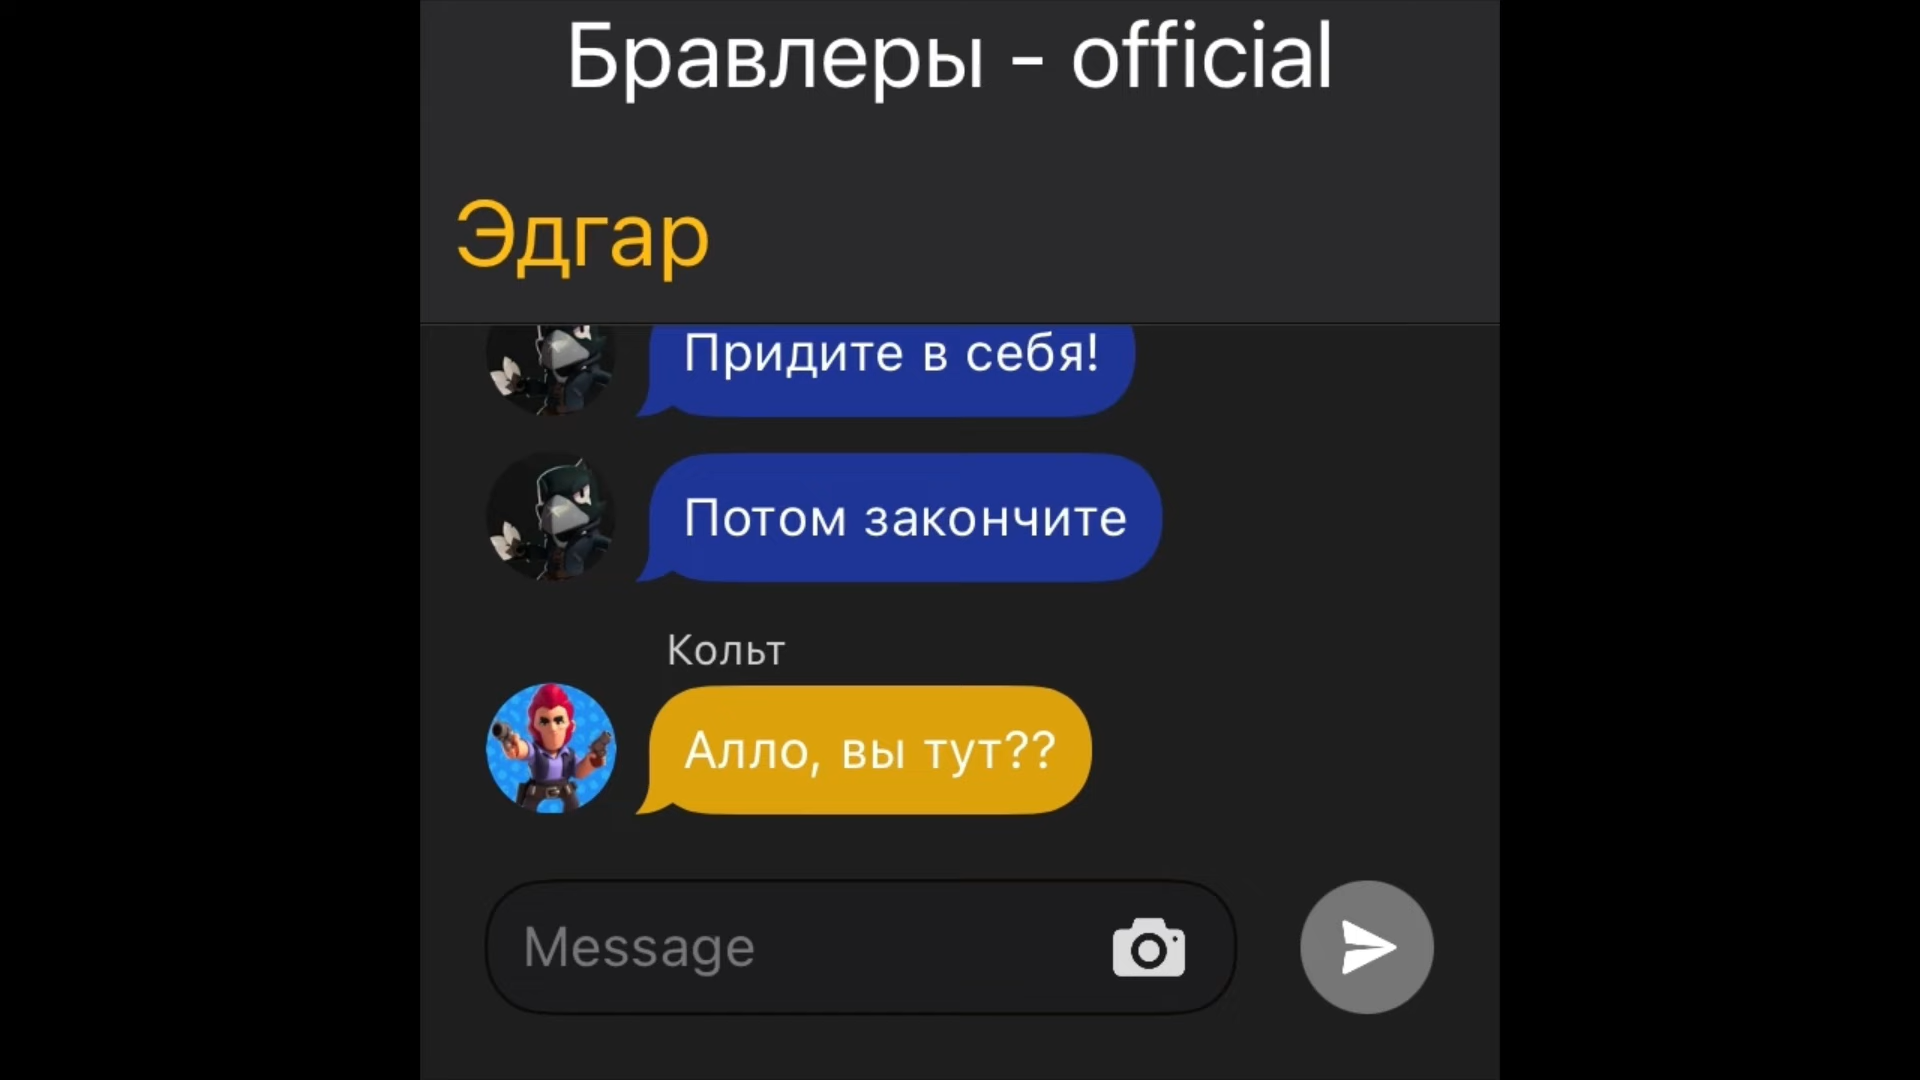 Бравлеры - official
Эдгар
Придите в себя!
Потом закончите
Кольт
Алло, вы тут??
Message